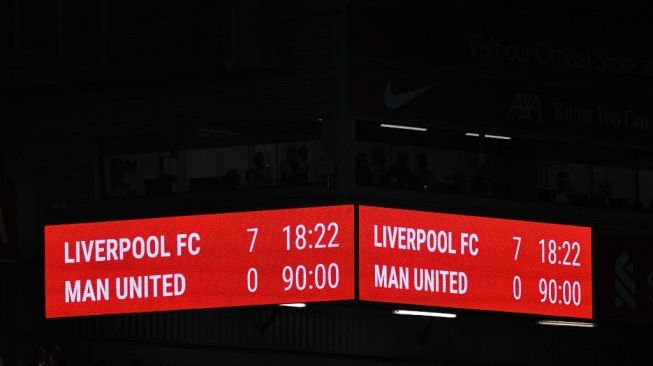 Visit our Official Store a
AXA Know You Can
LIVERPOOL FC 7 18:22
MAN UNITED 0 90:00
LIVERPOOL FC 7 18:22
MAN UNITED 0 90:00